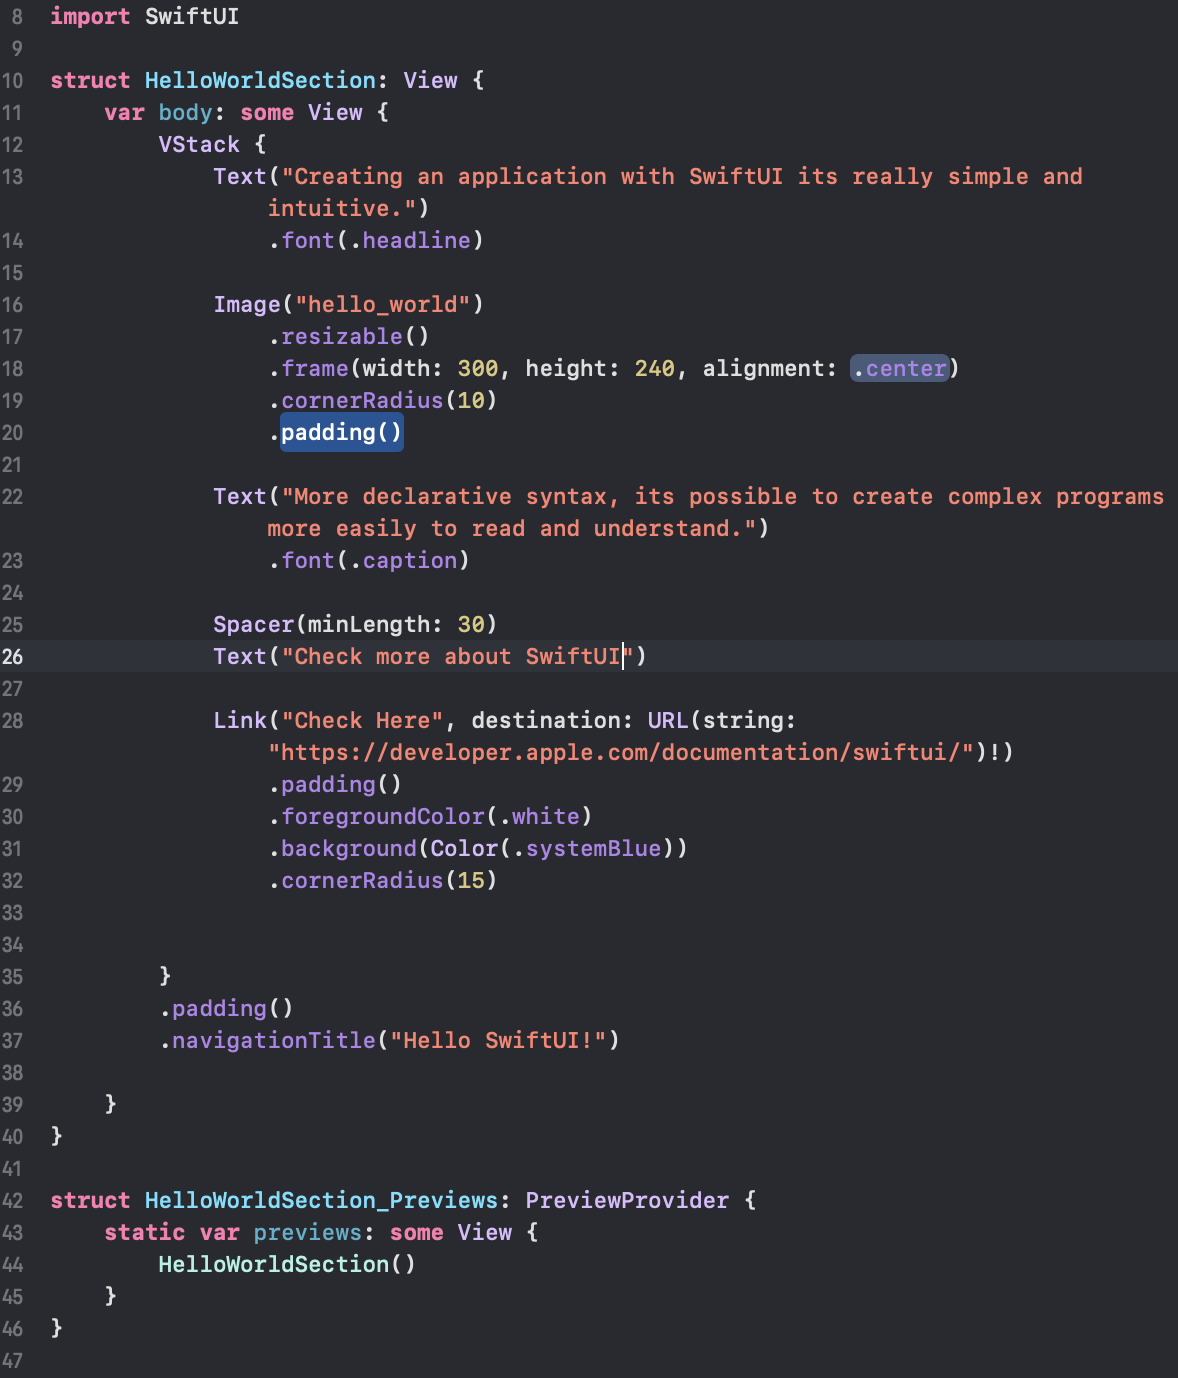 8 import SwiftUI
9
10 struct HelloWorldSection: View {
11     var body: some View {
12         VStack {
13             Text("Creating an application with SwiftUI its really simple and
                intuitive.")
14                 .font(.headline)
15
16             Image("hello_world")
17                 .resizable()
18                 .frame(width: 300, height: 240, alignment: .center)
19                 .cornerRadius(10)
20                 .padding()
21
22             Text("More declarative syntax, its possible to create complex programs
                more easily to read and understand.")
23                 .font(.caption)
24
25             Spacer(minLength: 30)
26             Text("Check more about SwiftUI")
27
28             Link("Check Here", destination: URL(string:
                "https://developer.apple.com/documentation/swiftui/")!)
29                 .padding()
30                 .foregroundColor(.white)
31                 .background(Color(.systemBlue))
32                 .cornerRadius(15)
33
34
35         }
36         .padding()
37         .navigationTitle("Hello SwiftUI!")
38
39     }
40 }
41
42 struct HelloWorldSection_Previews: PreviewProvider {
43     static var previews: some View {
44         HelloWorldSection()
45     }
46 }
47